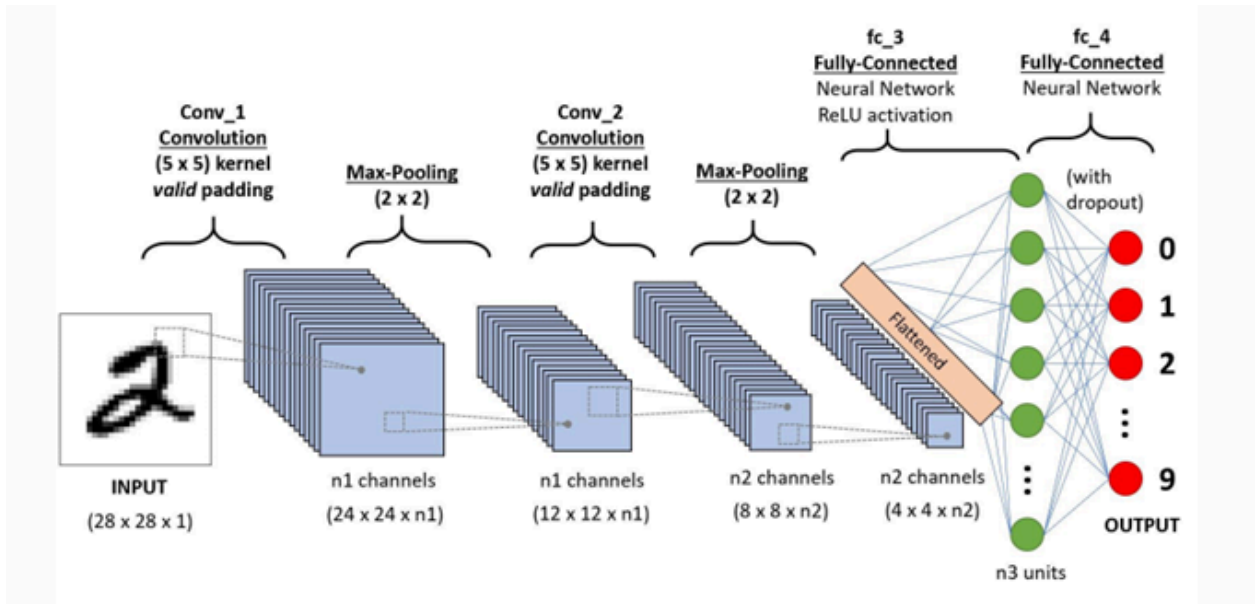 Conv_1
Convolution
(5 x 5) kernel
valid padding
Max-Pooling
(2 x 2)
Conv_2
Convolution
(5 x 5) kernel
valid padding
Max-Pooling
(2 x 2)
fc_3
Fully-Connected
Neural Network
ReLU activation
fc_4
Fully-Connected
Neural Network
(with
dropout)
Flattened
0
1
2
9
OUTPUT
2
INPUT
(28 x 28 x 1)
n1 channels
(24 x 24 x n1)
n1 channels
(12 x 12 x n1)
n2 channels
(8 x 8 x n2)
n2 channels
(4 x 4 x n2)
n3 units